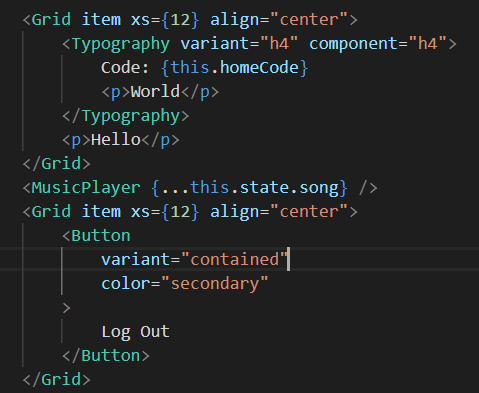 <Grid item xs={12} align="center">
    <Typography variant="h4" component="h4">
        Code: {this.homeCode}
        <p>World</p>
    </Typography>
    <p>Hello</p>
</Grid>
<MusicPlayer {...this.state.song} />
<Grid item xs={12} align="center">
    <Button
        variant="contained"
        color="secondary"
    >
        Log Out
    </Button>
</Grid>